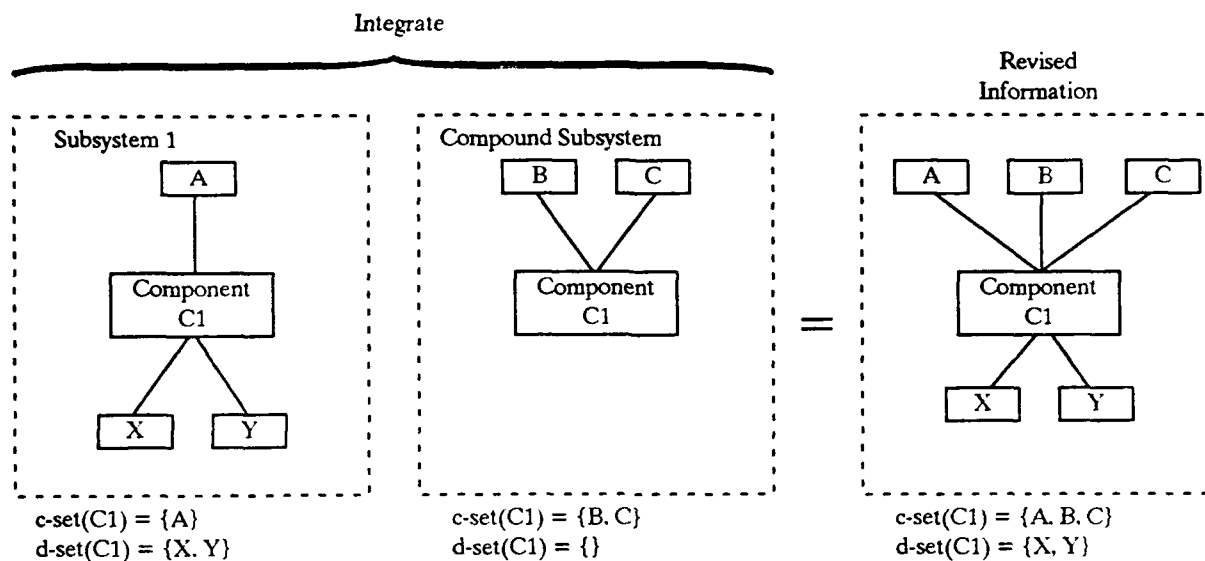 Integrate
Revised
Information
Subsystem 1
A
Component
C1
X
Y
c-set(C1) = {A}
d-set(C1) = {X. Y}
Compound Subsystem
B
C
Component
C1
c-set(C1) = {B. C}
d-set(C1) = {}
=
A
B
C
Component
C1
X
Y
c-set(C1) = {A. B. C}
d-set(C1) = {X, Y}